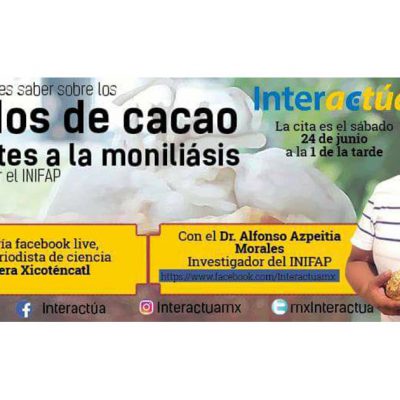 es saber sobre los
los de cacao
tes a la moniliásis
r el INIFAP
Interactúa
La cita es el sábado
24 de junio
a la 1 de la tarde
ía facebook live,
riodista de ciencia
era Xicoténcatl
Con el Dr. Alfonso Azpeitia
Morales
Investigador del INIFAP
https://www.facebook.com/Interactuamx
Interactúa
Interactuamx
mxInteractua